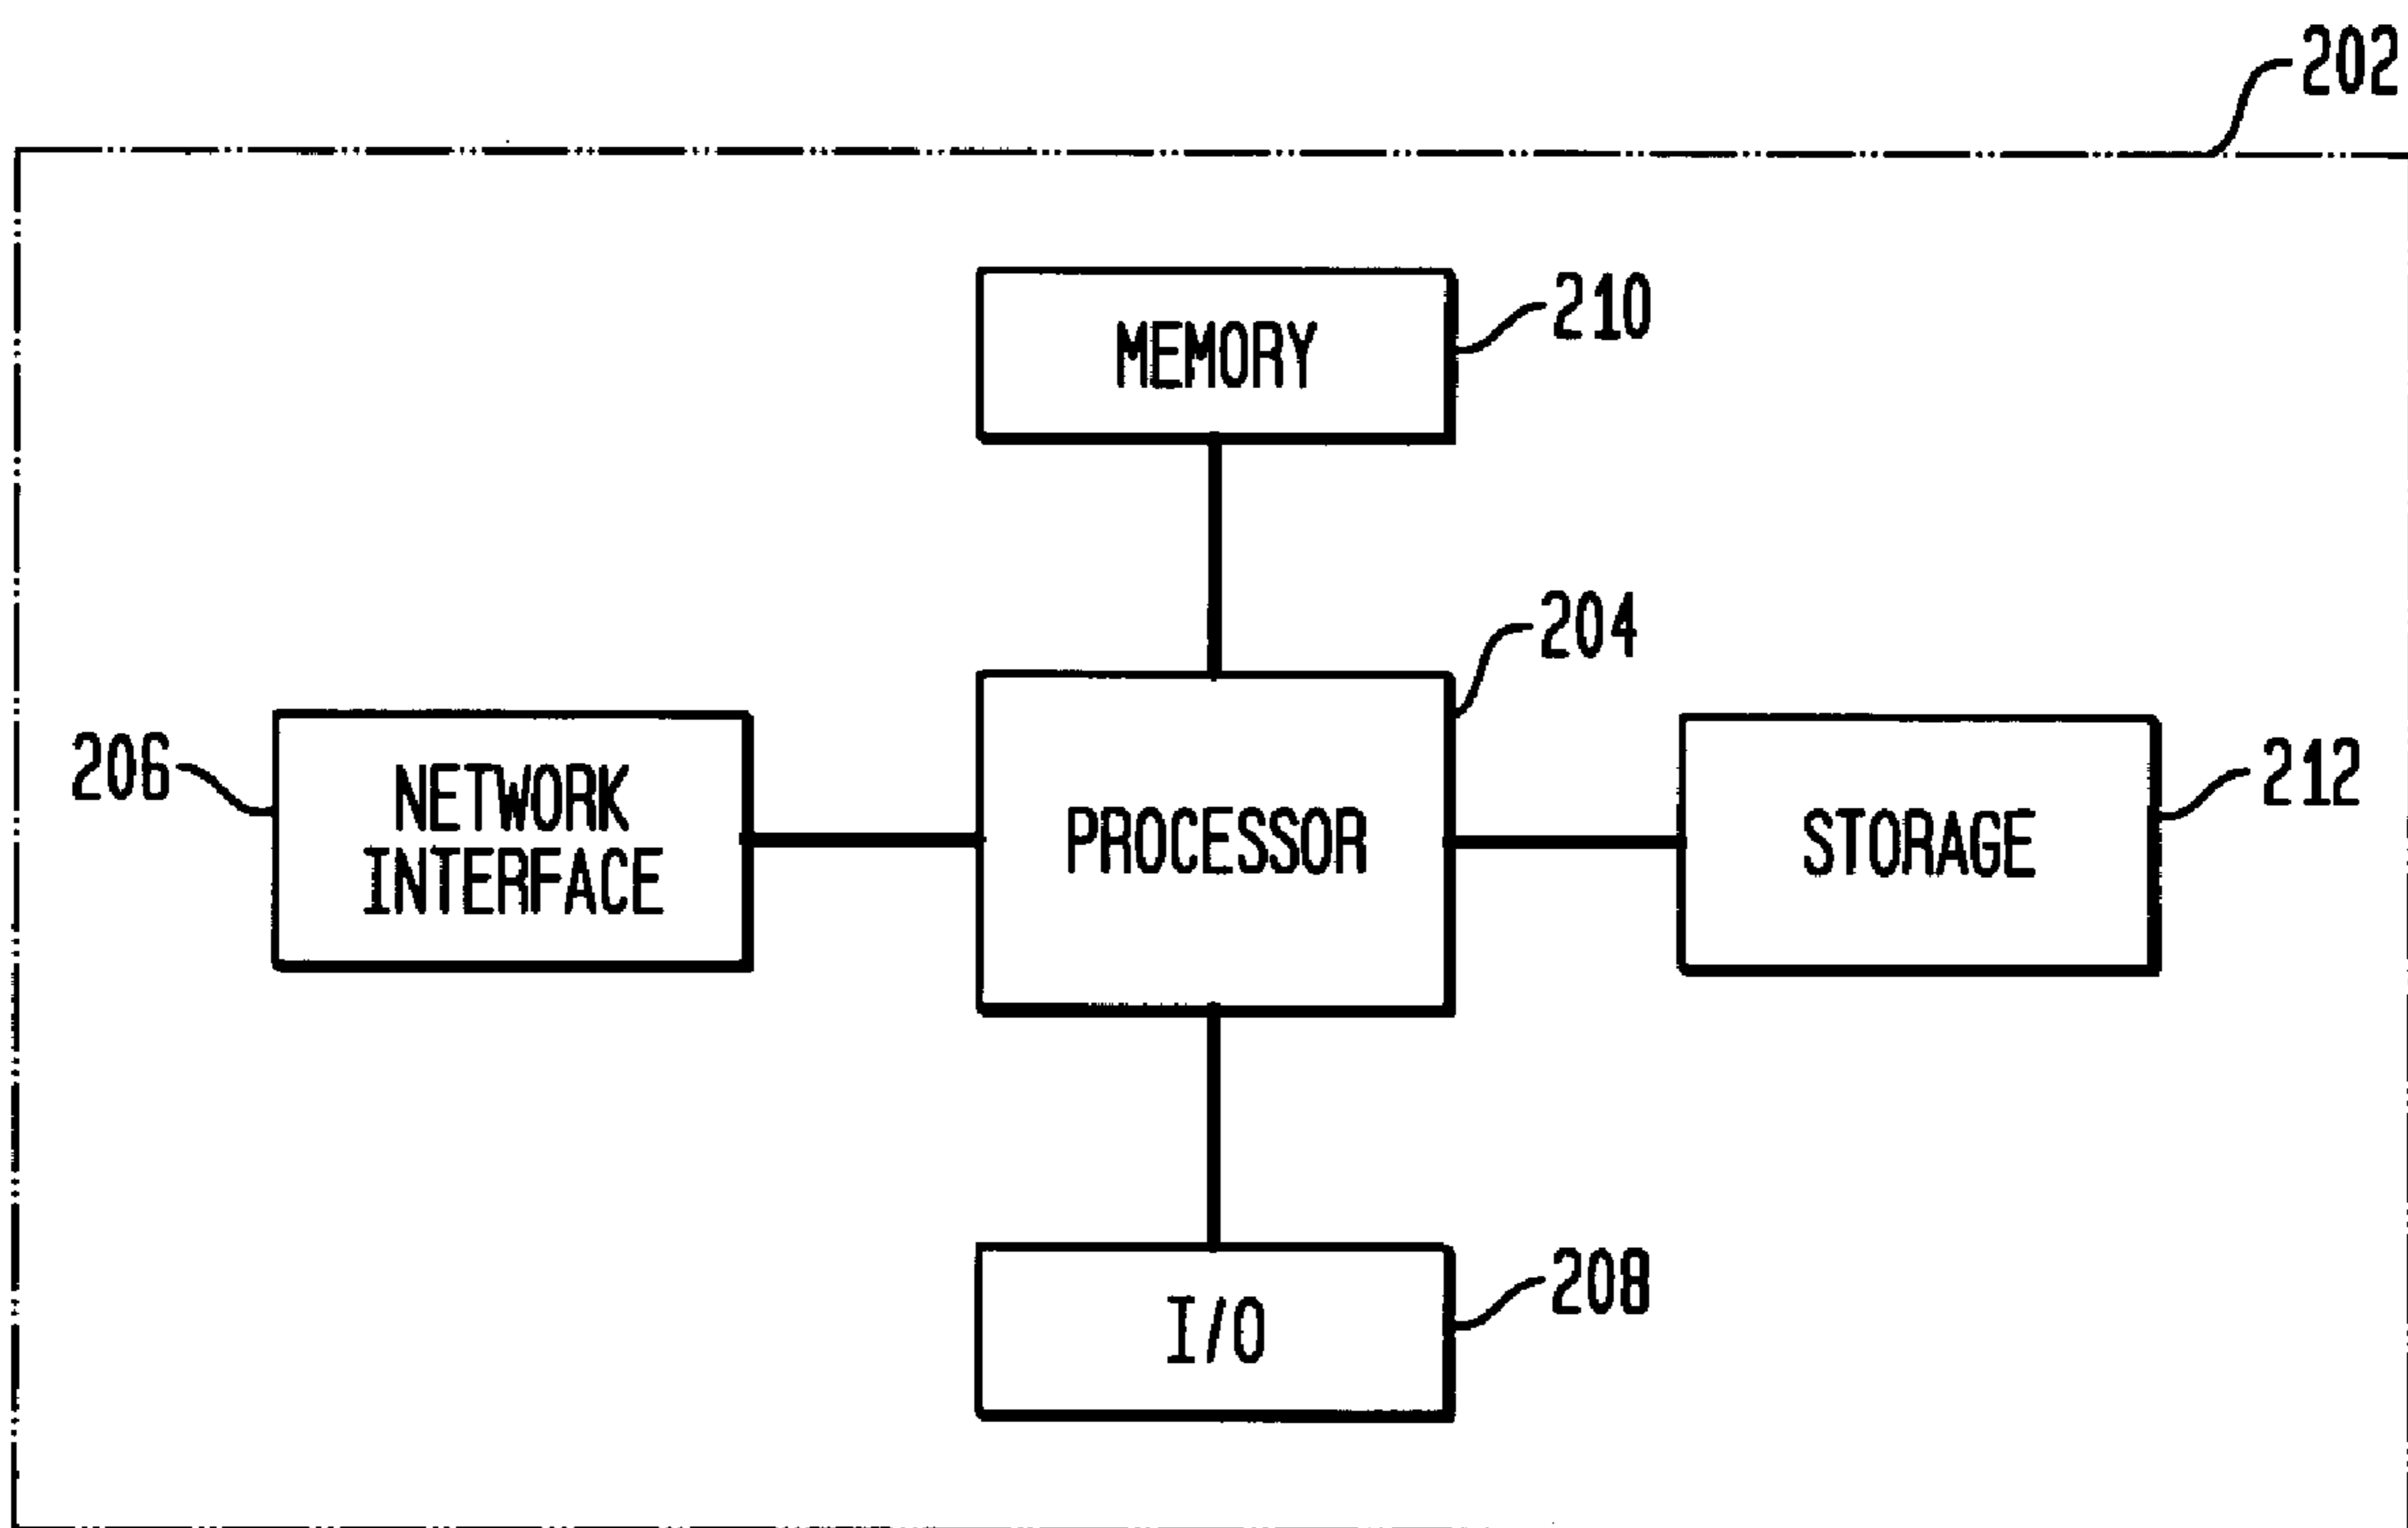 202
MEMORY
210
204
206
NETWORK
INTERFACE
PROCESSOR
STORAGE
212
I/O
208